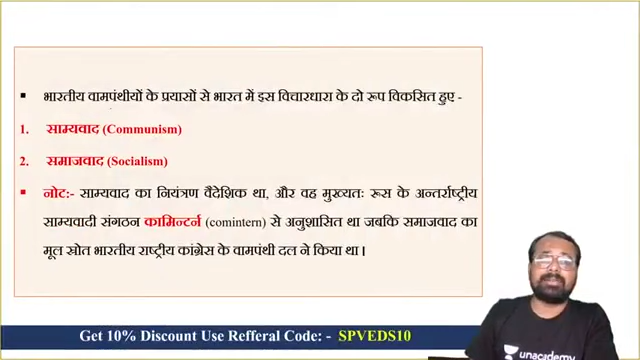 ▪ भारतीय वामपंथीयों के प्रयासों से भारत में इस विचारधारा के दो रूप विकसित हुए -
1. साम्यवाद (Communism)
2. समाजवाद (Socialism)
▪ नोट:- साम्यवाद का नियंत्रण वैदेशिक था, और वह मुख्यतः रूस के अन्तर्राष्ट्रीय
साम्यवादी संगठन कामिन्टर्न (comintern) से अनुशासित था जबकि समाजवाद का
मूल स्रोत भारतीय राष्ट्रीय कांग्रेस के वामपंथी दल ने किया था।
unacademy
Get 10% Discount Use Refferal Code: - SPVEDS10